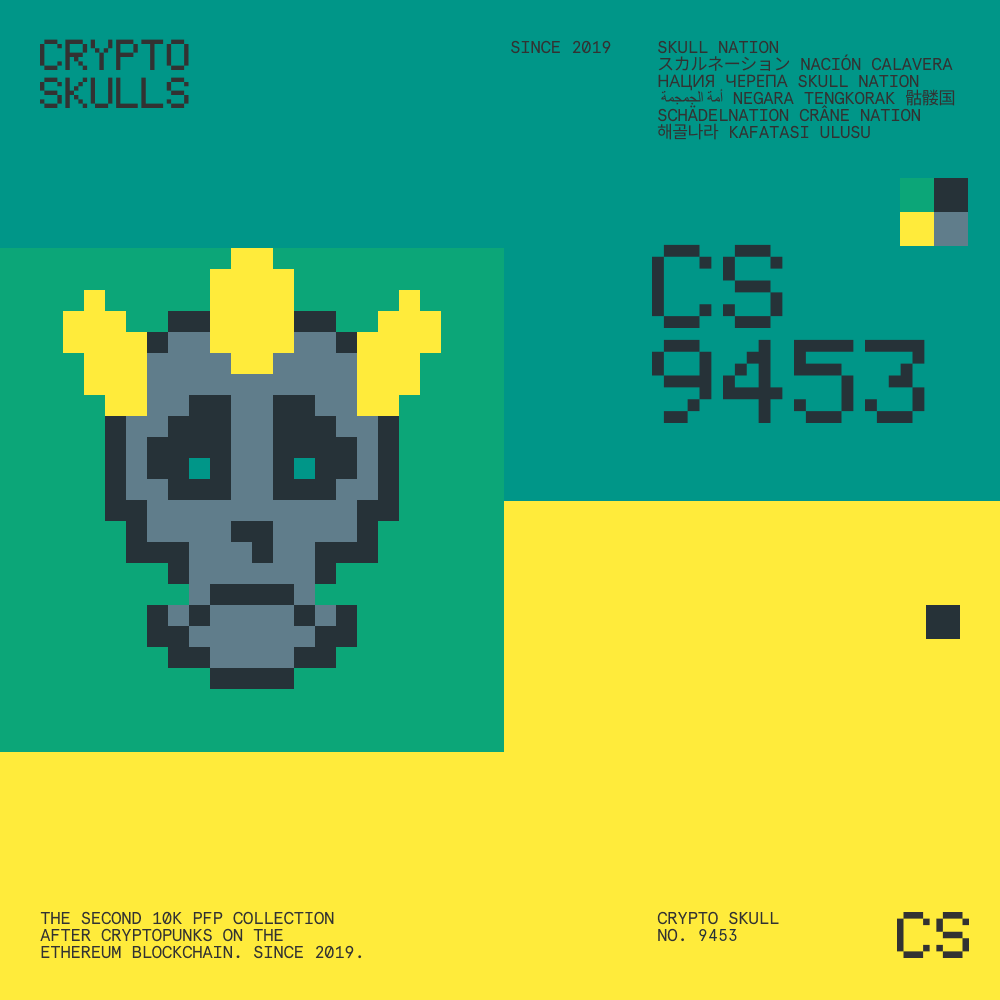 CRYPTO
SKULLS
SINCE 2019
SKULL NATION
スカルネーション NACIÓN CALAVERA
НАЦИЯ ЧЕРЕПА SKULL NATION
أمة الجمجمة NEGARA TENGKORAK 骷髅国
SCHÄDELNATION CRÂNE NATION
해골나라 KAFATASI ULUSU
CS
9453
THE SECOND 10K PFP COLLECTION
AFTER CRYPTOPUNKS ON THE
ETHEREUM BLOCKCHAIN. SINCE 2019.
CRYPTO SKULL
NO. 9453
CS